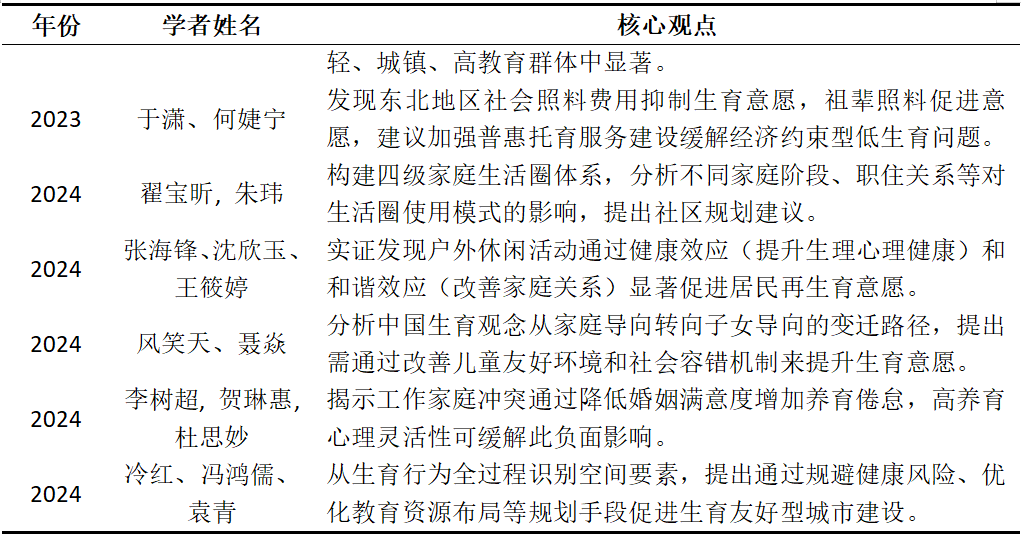 年份 学者姓名 核心观点
轻、城镇、高教育群体中显著。
2023 于潇、何婕宁 发现东北地区社会照料费用抑制生育意愿，祖辈照料促进意
愿，建议加强普惠托育服务建设缓解经济约束型低生育问题。
2024 翟宝昕, 朱玮 构建四级家庭生活圈体系，分析不同家庭阶段、职住关系等对
生活圈使用模式的影响，提出社区规划建议。
2024 张海锋、沈欣玉、
王筱婷
实证发现户外休闲活动通过健康效应（提升生理心理健康）和
和谐效应（改善家庭关系）显著促进居民再生育意愿。
2024 风笑天、聂焱 分析中国生育观念从家庭导向转向子女导向的变迁路径，提出
需通过改善儿童友好环境和社会容错机制来提升生育意愿。
2024 李树超, 贺琳惠,
杜思妙
揭示工作家庭冲突通过降低婚姻满意度增加养育倦怠，高养育
心理灵活性可缓解此负面影响。
2024 冷红、冯鸿儒、
袁青
从生育行为全过程识别空间要素，提出通过规避健康风险、优
化教育资源布局等规划手段促进生育友好型城市建设。